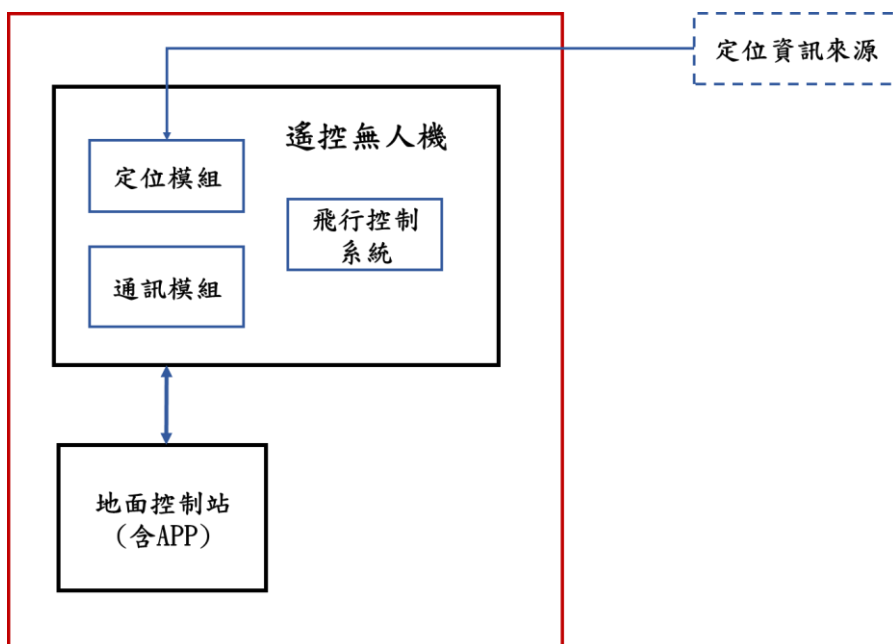 定位資訊來源
遙控無人機
定位模組
飛行控制
系統
通訊模組
地面控制站
(含APP)